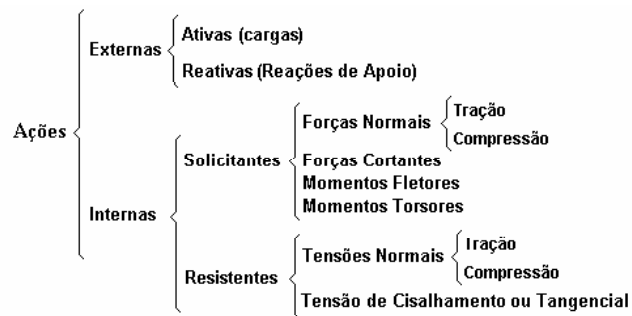 Ativas (cargas)
Externas
Reativas (Reações de Apoio)
Ações
Tração
Forças Normais
Compressão
Solicitantes
Forças Cortantes
Momentos Fletores
Momentos Torsores
Internas
Tração
Tensões Normais
Compressão
Resistentes
Tensão de Cisalhamento ou Tangencial